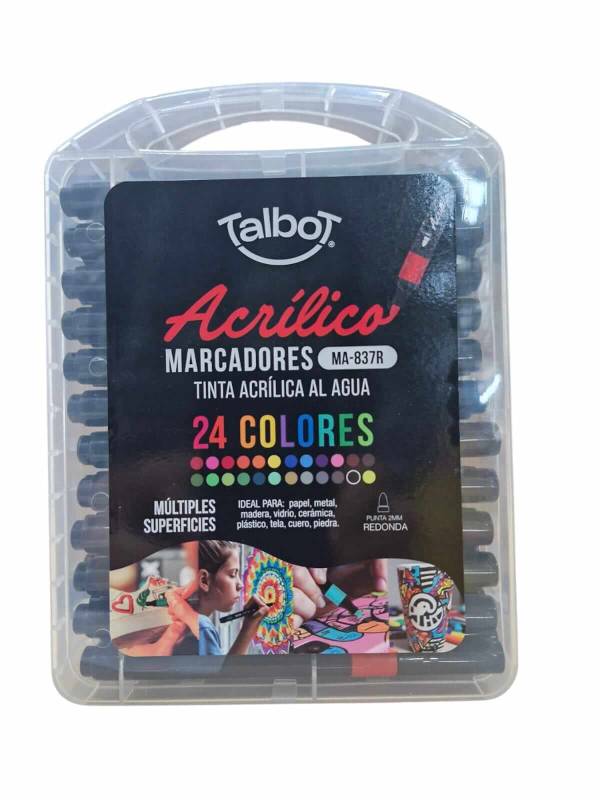 Talbot®
Acrílico
MARCADORES MA-837R
TINTA ACRÍLICA AL AGUA
24 COLORES
MÚLTIPLES
SUPERFICIES
IDEAL PARA: papel, metal,
madera, vidrio, cerámica,
plástico, tela, cuero, piedra.
PUNTA 2MM
REDONDA